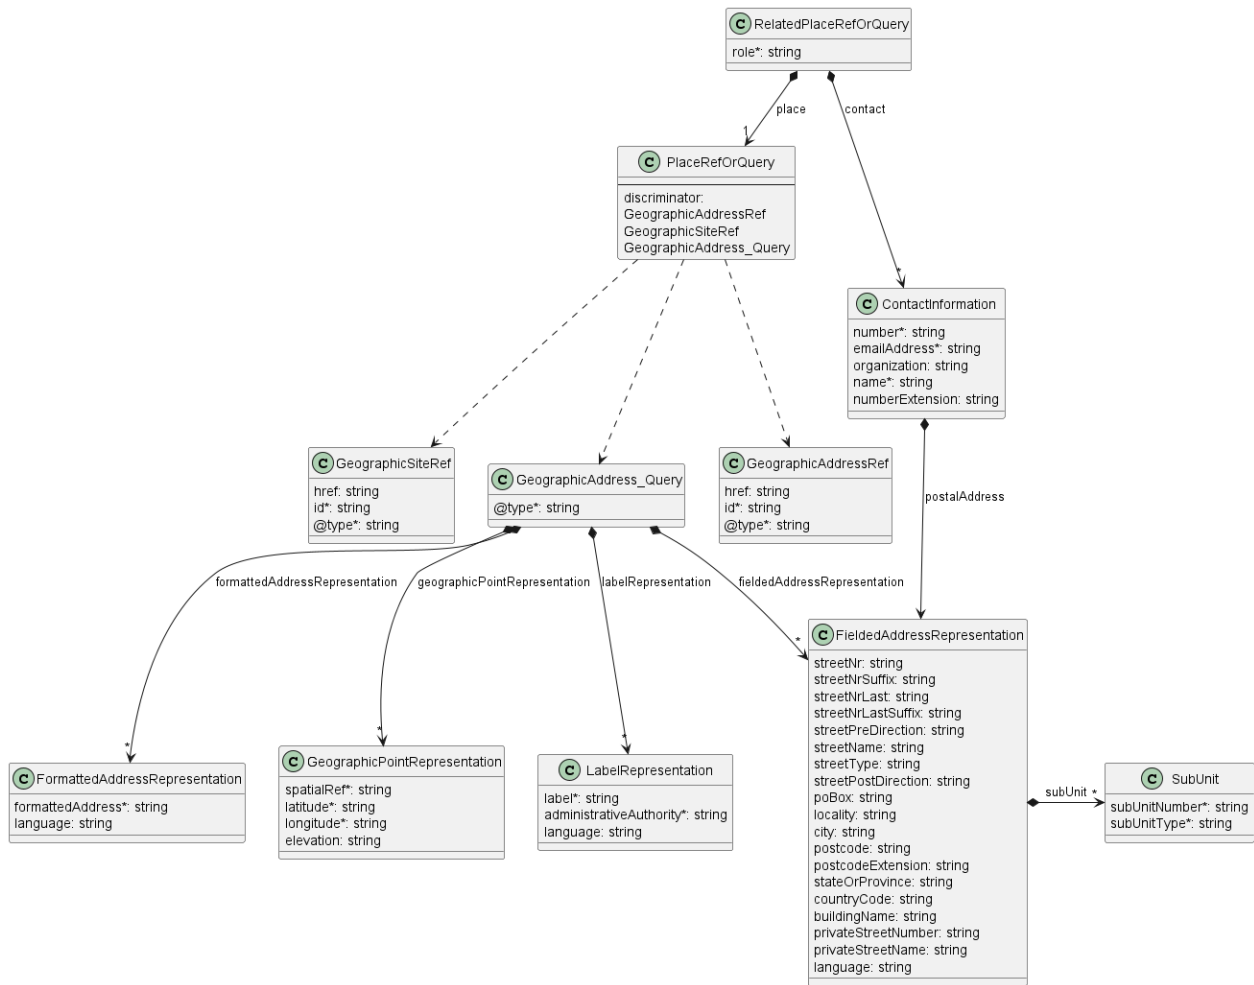 C RelatedPlaceRefOrQuery
role*: string
place
contact
1
C PlaceRefOrQuery
discriminator:
GeographicAddressRef
GeographicSiteRef
GeographicAddress_Query
*
C ContactInformation
number*: string
emailAddress*: string
organization: string
name*: string
numberExtension: string
C GeographicSiteRef
href: string
id*: string
@type*: string
C GeographicAddress_Query
@type*: string
C GeographicAddressRef
href: string
id*: string
@type*: string
postalAddress
formattedAddressRepresentation
geographicPointRepresentation
labelRepresentation
fieldedAddressRepresentation
*
*
*
*
C FormattedAddressRepresentation
formattedAddress*: string
language: string
C GeographicPointRepresentation
spatialRef*: string
latitude*: string
longitude*: string
elevation: string
C LabelRepresentation
label*: string
administrativeAuthority*: string
language: string
C FieldedAddressRepresentation
streetNr: string
streetNrSuffix: string
streetNrLast: string
streetNrLastSuffix: string
streetPreDirection: string
streetName: string
streetType: string
streetPostDirection: string
poBox: string
locality: string
city: string
postcode: string
postcodeExtension: string
stateOrProvince: string
countryCode: string
buildingName: string
privateStreetNumber: string
privateStreetName: string
language: string
subUnit *
C SubUnit
subUnitNumber*: string
subUnitType*: string